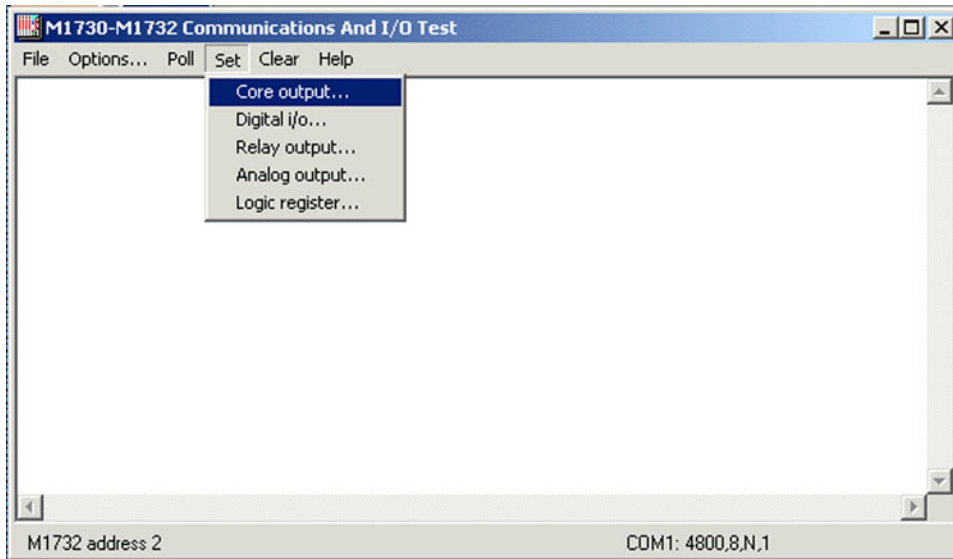 M1730-M1732 Communications And I/O Test
File Options... Poll Set Clear Help
Core output...
Digital i/o...
Relay output...
Analog output...
Logic register...
M1732 address 2 COM1: 4800,8,N,1